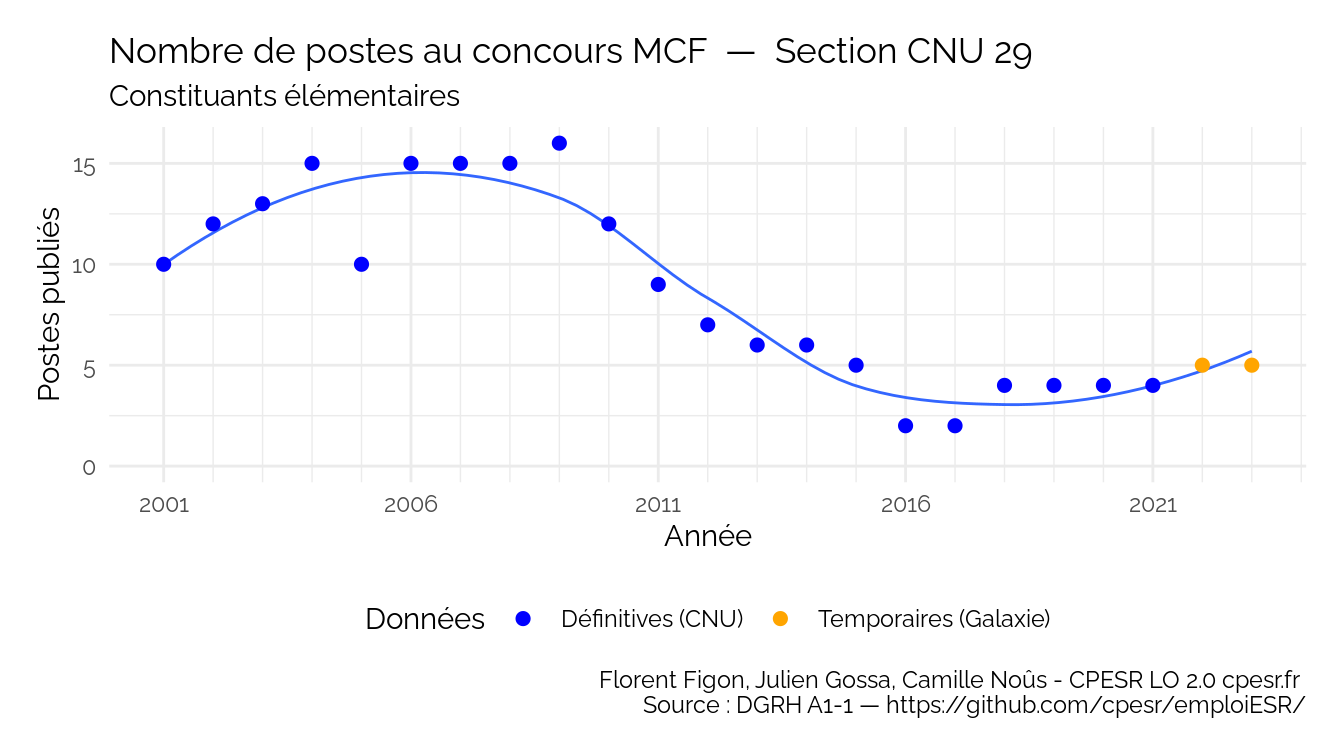 Nombre de postes au concours MCF — Section CNU 29
Constituants élémentaires
Postes publiés
15
10
5
0
2001 2006 2011 2016 2021
Année
Données Définitives (CNU) Temporaires (Galaxie)
Florent Figon, Julien Gossa, Camille Noûs - CPESR LO 2.0 cpesr.fr
Source : DGRH A1-1 — https://github.com/cpesr/emploiESR/